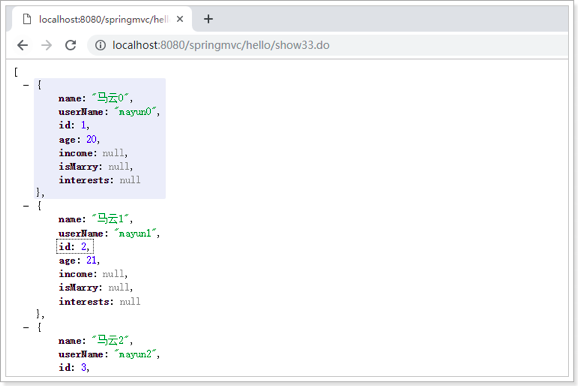 localhost:8080/springmvc/hell
localhost:8080/springmvc/hello/show33.do
[
{
name: "马云0",
userName: "mayun0",
id: 1,
age: 20,
income: null,
isMarry: null,
interests: null
},
{
name: "马云1",
userName: "mayun1",
id: 2,
age: 21,
income: null,
isMarry: null,
interests: null
},
{
name: "马云2",
userName: "mayun2",
id: 3,